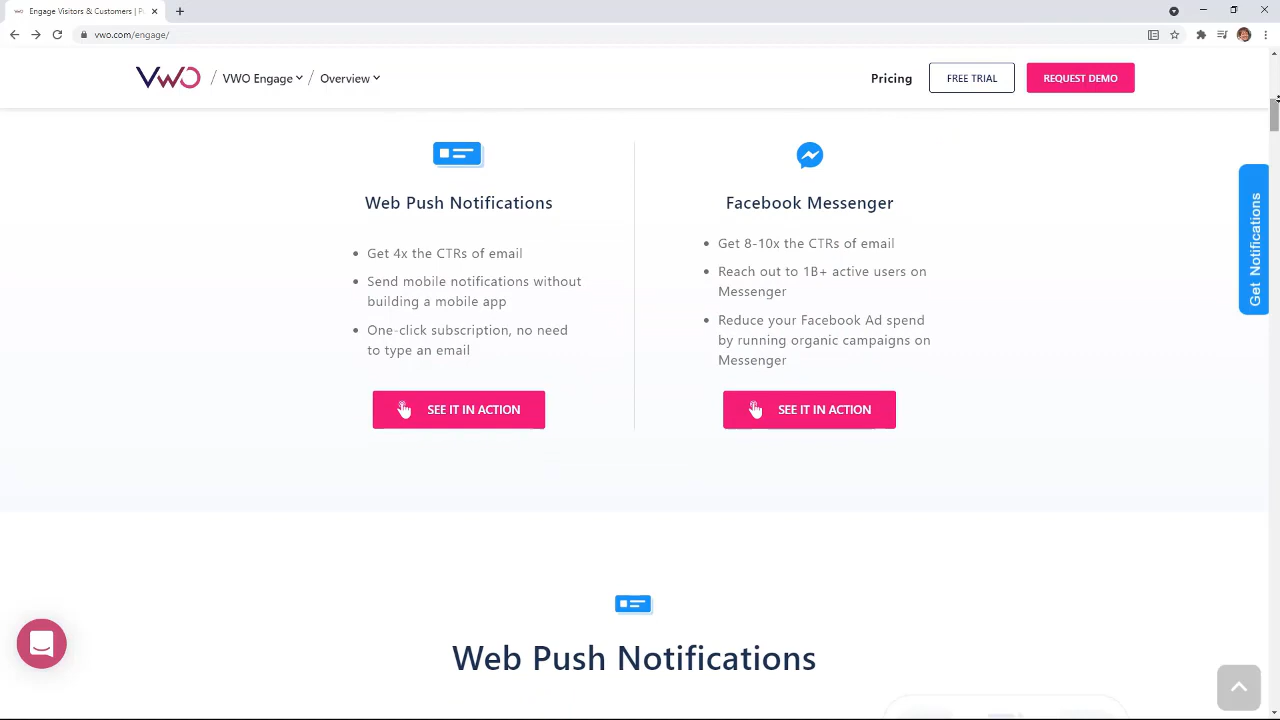 Engage Visitors & Customers | P
vwo.com/engage/
VWO / VWO Engage / Overview
Pricing
FREE TRIAL
REQUEST DEMO
Web Push Notifications
Get 4x the CTRs of email
Send mobile notifications without
building a mobile app
One-click subscription, no need
to type an email
SEE IT IN ACTION
Facebook Messenger
Get 8-10x the CTRs of email
Reach out to 1B+ active users on
Messenger
Reduce your Facebook Ad spend
by running organic campaigns on
Messenger
SEE IT IN ACTION
Get Notifications
Web Push Notifications